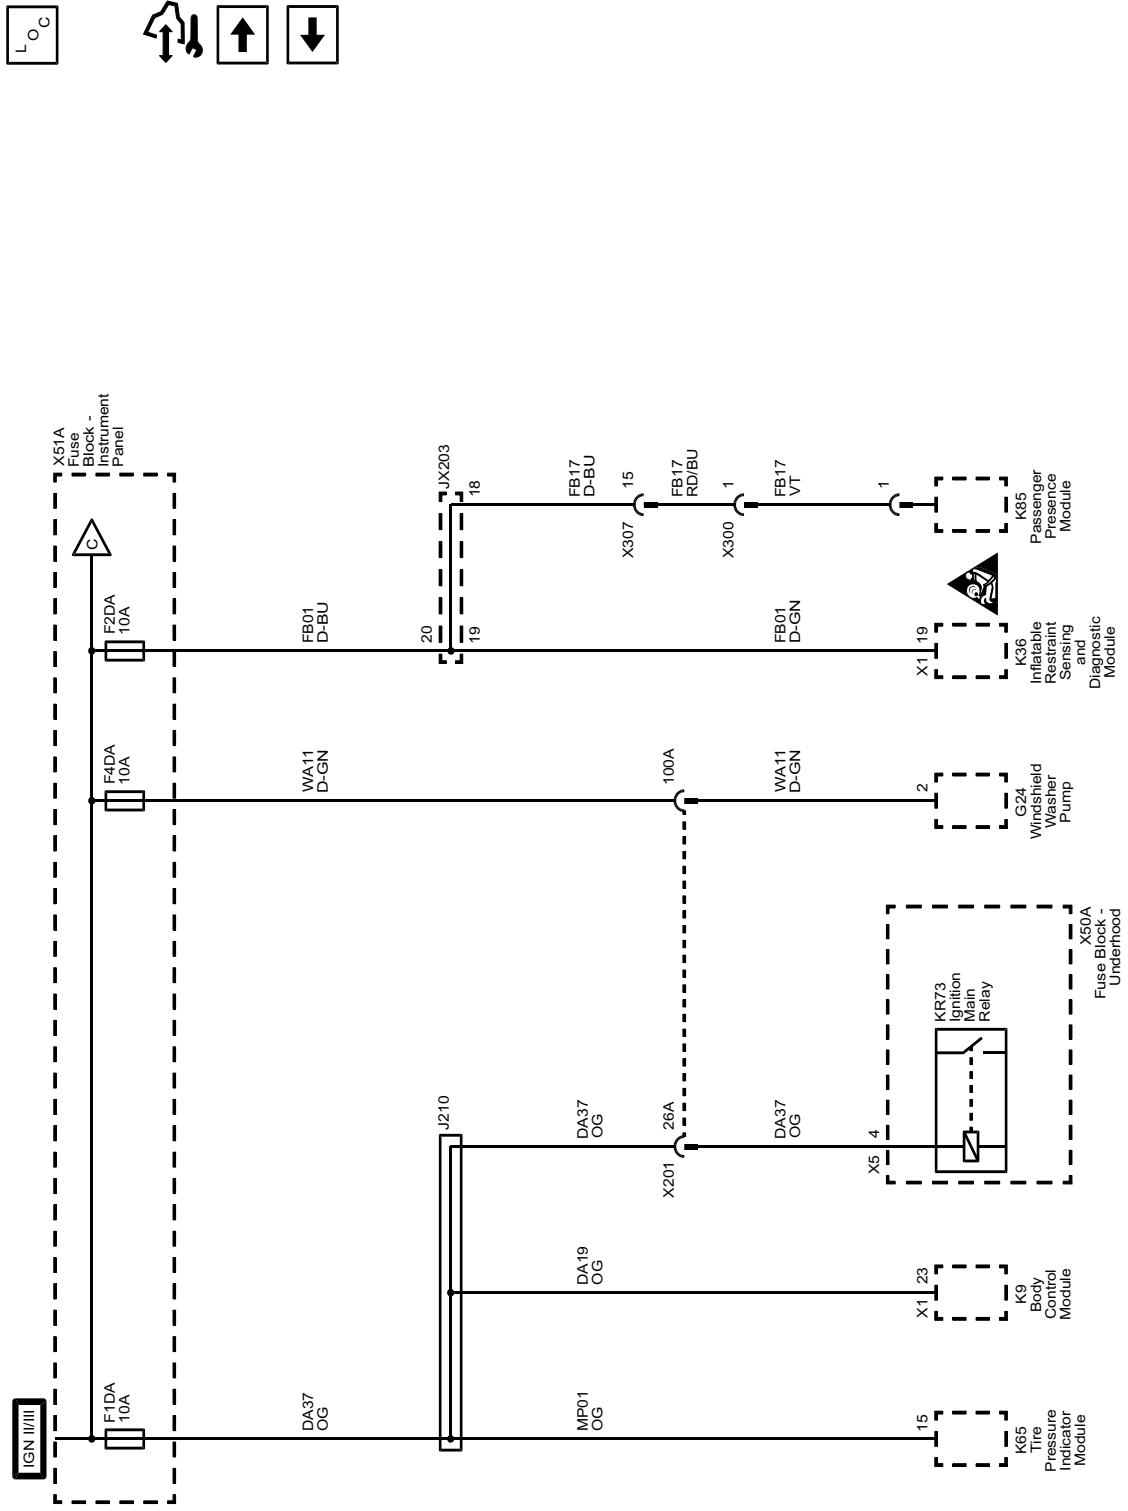 L O C
IGN II/III
X51A
Fuse
Block -
Instrument
Panel
F1DA
10A
F4DA
10A
F2DA
10A
C
DA37
OG
WA11
D-GN
FB01
D-BU
J210
20
JX203
19
18
MP01
OG
DA19
OG
DA37
OG
FB17
D-BU
X201
26A
100A
X307
15
FB17
RD/BU
X300
1
DA37
OG
WA11
D-GN
FB01
D-GN
FB17
VT
X5
4
1
15
X1
23
2
X1
19
KR73
Ignition
Main
Relay
K65
Tire
Pressure
Indicator
Module
K9
Body
Control
Module
X50A
Fuse Block -
Underhood
G24
Windshield
Washer
Pump
K36
Inflatable
Restraint
Sensing
and
Diagnostic
Module
K85
Passenger
Presence
Module